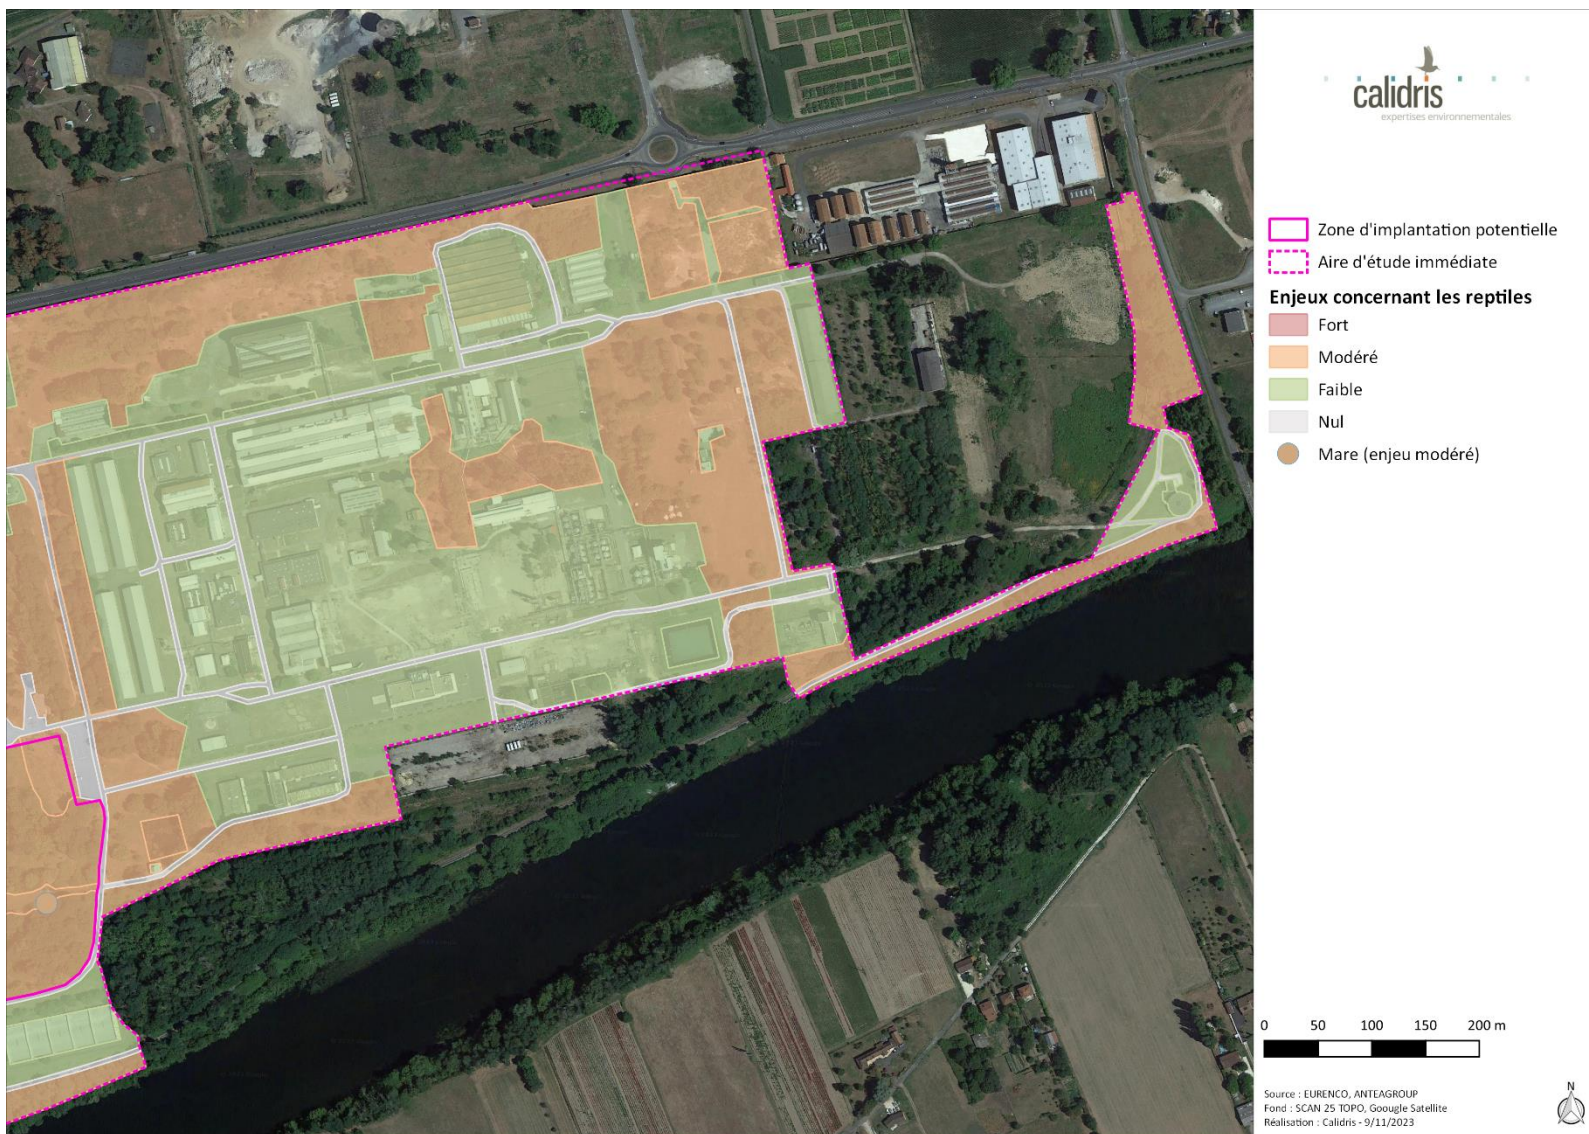 calidris
expertises environnementales
Zone d'implantation potentielle
Aire d'étude immédiate
Enjeux concernant les reptiles
Fort
Modéré
Faible
Nul
Mare (enjeu modéré)
0 50 100 150 200 m
Source : EURENCO, ANTEAGROUP
Fond : SCAN 25 TOPO, Goougle Satellite
Réalisation : Calidris - 9/11/2023
N